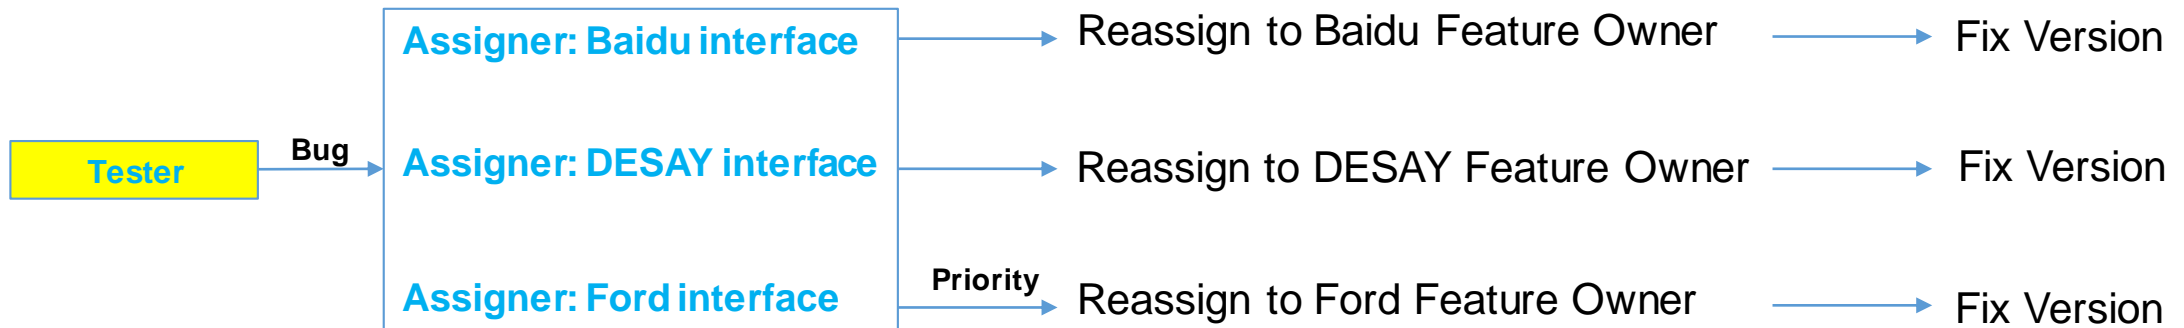 Assigner: Baidu interface
Reassign to Baidu Feature Owner
Fix Version
Tester
Bug
Assigner: DESAY interface
Reassign to DESAY Feature Owner
Fix Version
Assigner: Ford interface
Priority
Reassign to Ford Feature Owner
Fix Version